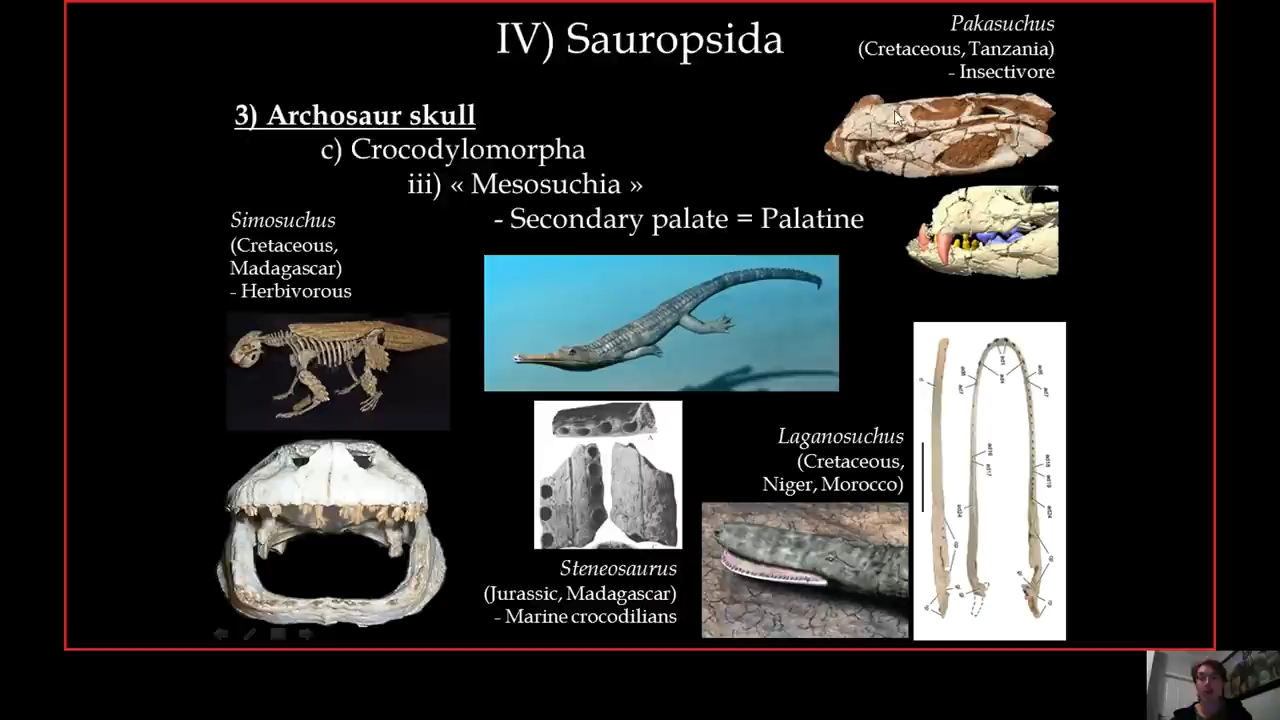 IV) Sauropsida
Pakasuchus
(Cretaceous, Tanzania)
- Insectivore
3) Archosaur skull
c) Crocodylomorpha
iii) « Mesosuchia »
- Secondary palate = Palatine
Simosuchus
(Cretaceous,
Madagascar)
- Herbivorous
Steneosaurus
(Jurassic, Madagascar)
- Marine crocodilians
Laganosuchus
(Cretaceous,
Niger, Morocco)